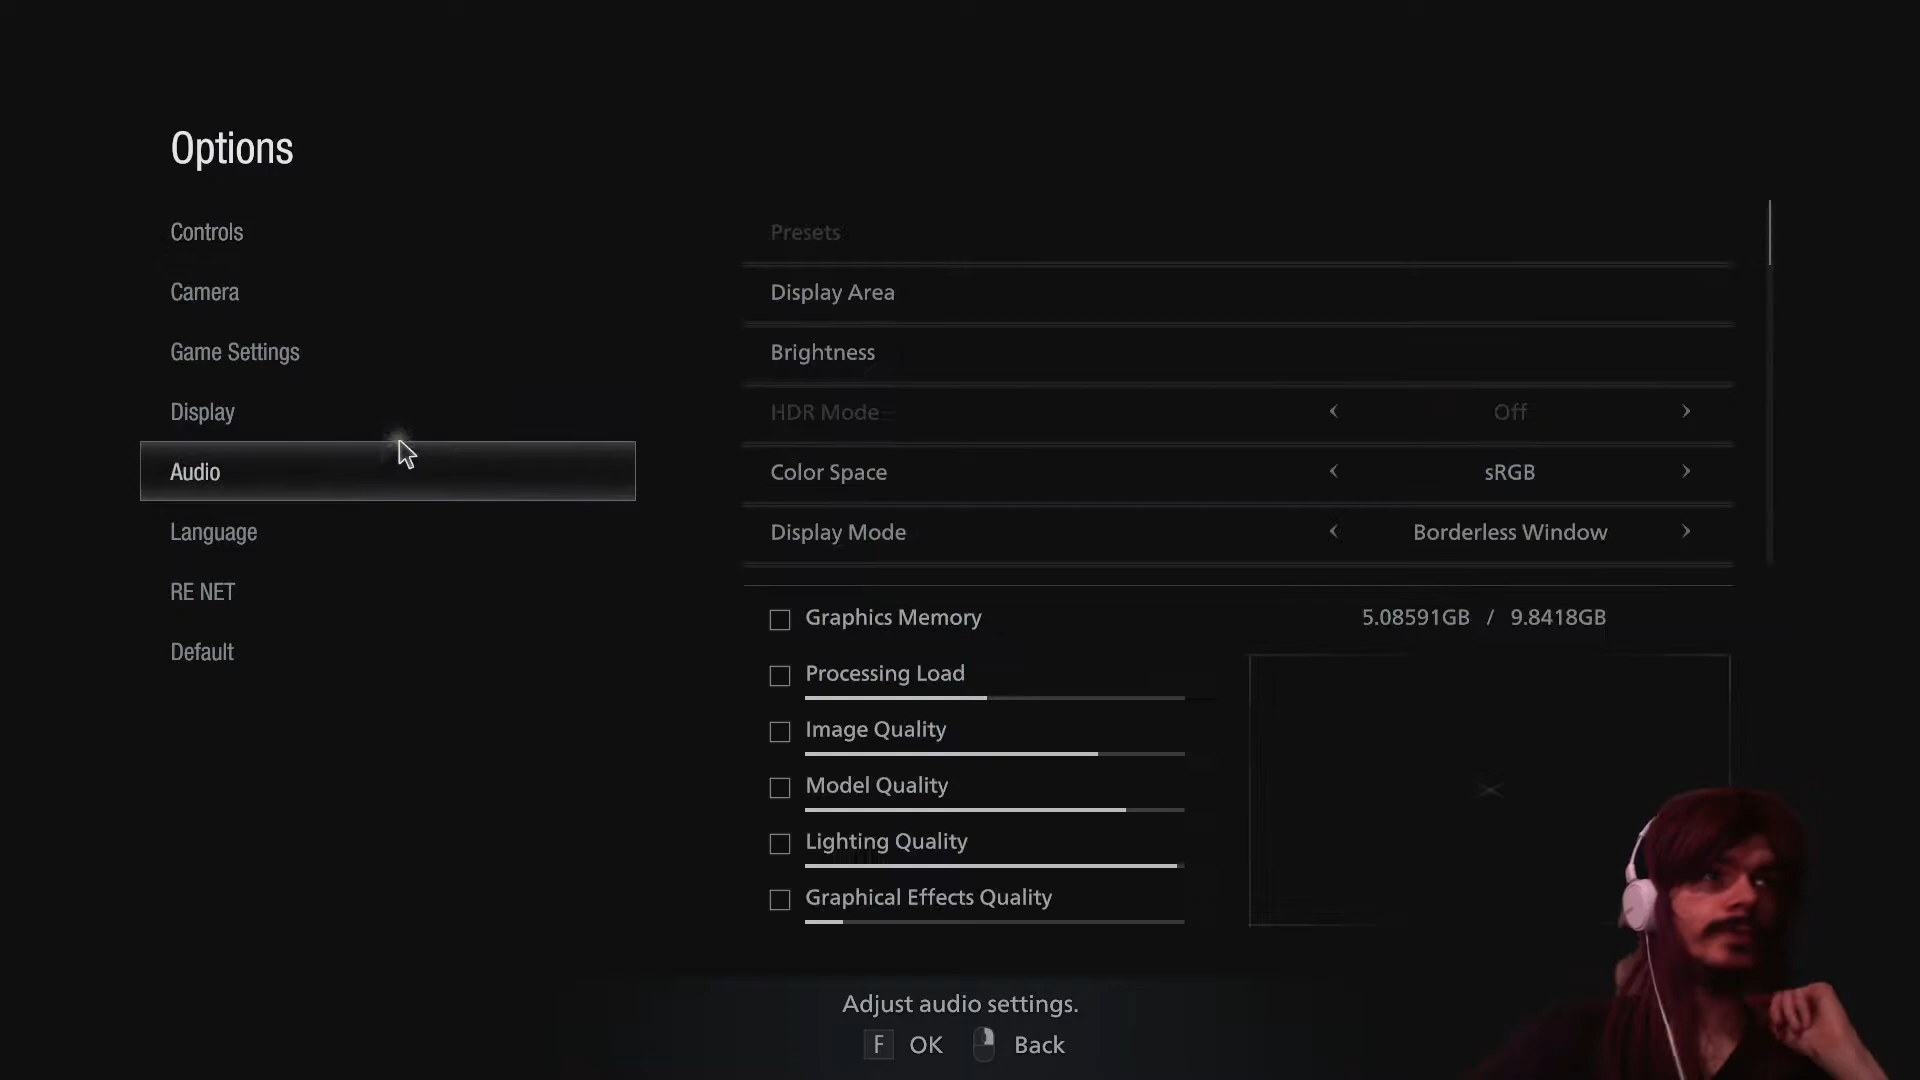 Options
Controls
Camera
Game Settings
Display
Audio
Language
RE NET
Default
Presets
Display Area
Brightness
HDR Mode Off
Color Space sRGB
Display Mode Borderless Window
Graphics Memory 5.08591GB / 9.8418GB
Processing Load
Image Quality
Model Quality
Lighting Quality
Graphical Effects Quality
Adjust audio settings.
F OK Back